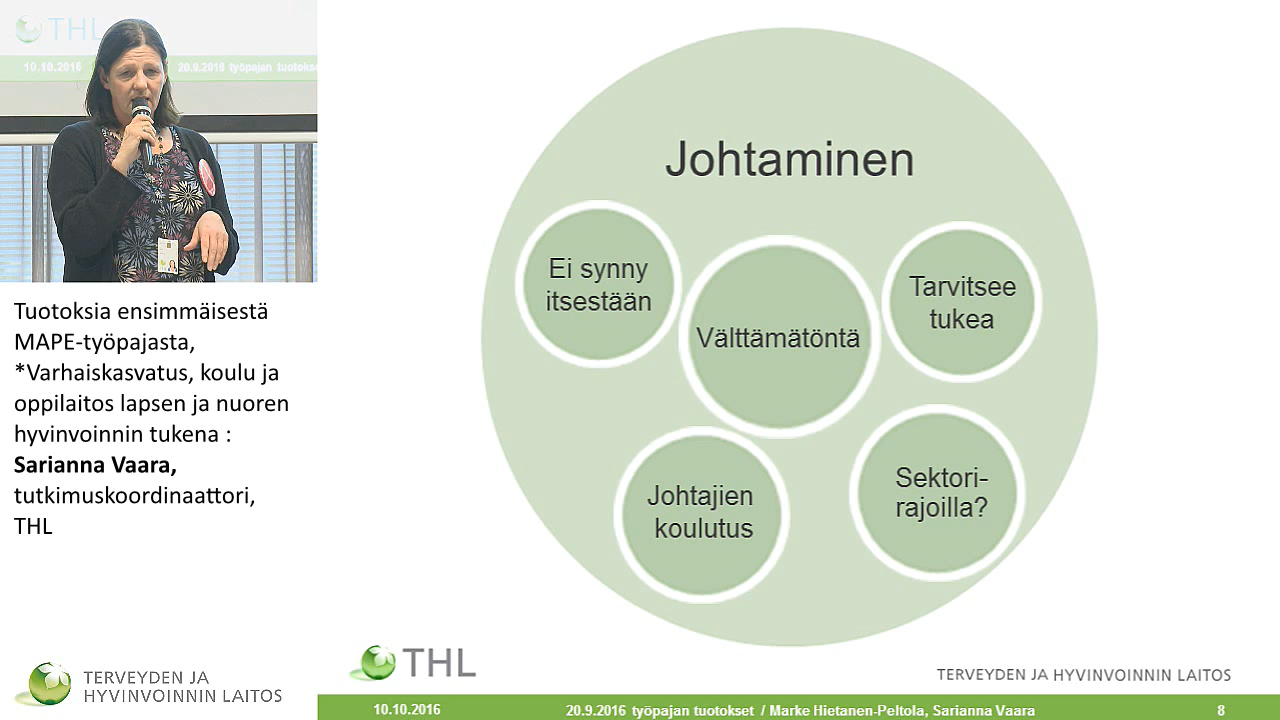 THL
10.10.2016
20.9.2016 työpajan tuotokset
Tuotoksia ensimmäisestä
MAPE-työpajasta,
*Varhaiskasvatus, koulu ja
oppilaitos lapsen ja nuoren
hyvinvoinnin tukena :
Sarianna Vaara,
tutkimuskoordinaattori,
THL
TERVEYDEN JA
HYVINVOINNIN LAITOS
Johtaminen
Ei synny
itsestään
Välttämätöntä
Tarvitsee
tukea
Johtajien
koulutus
Sektori-
rajoilla?
THL
TERVEYDEN JA HYVINVOINNIN LAITOS
10.10.2016
20.9.2016 työpajan tuotokset / Marke Hietanen-Peltola, Sarianna Vaara
8